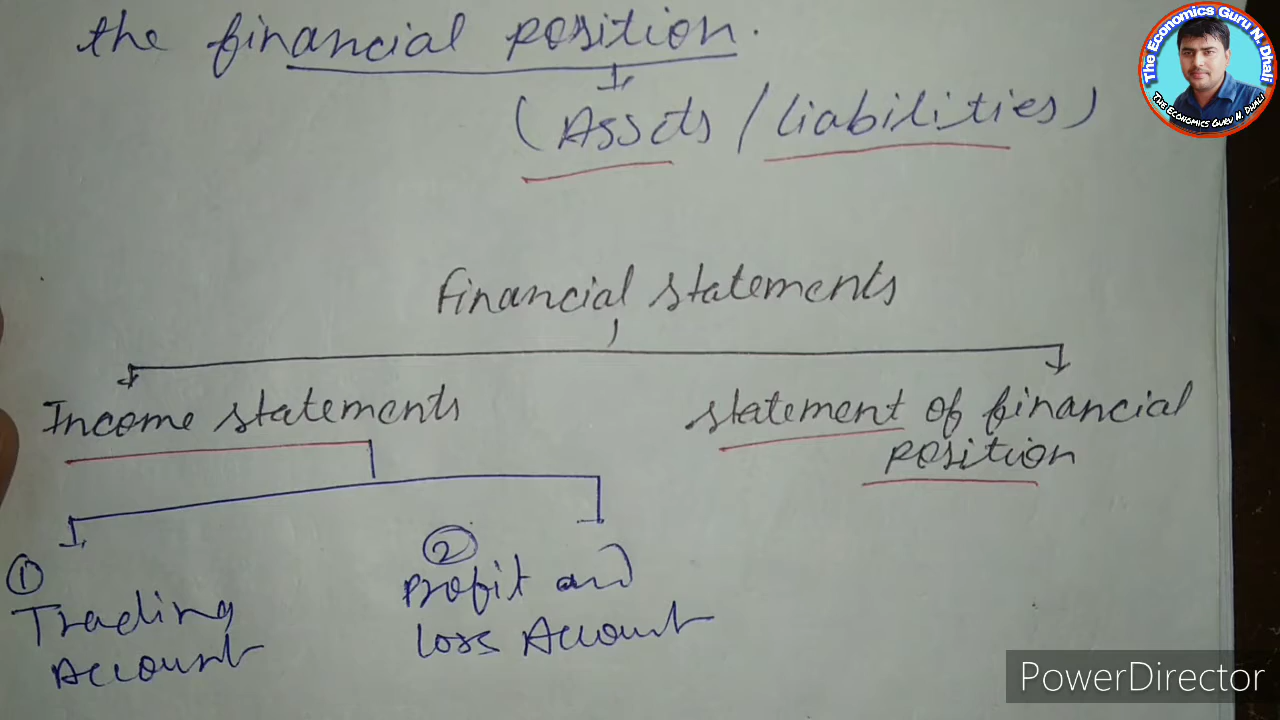 the financial position.
(Assets / Liabilities)
Financial statements
Income statements
statement of financial
position
①
Trading
Account
②
Profit and
Loss Account
The Economics Guru N. Dhali
The Economics Guru N. Dhali
PowerDirector